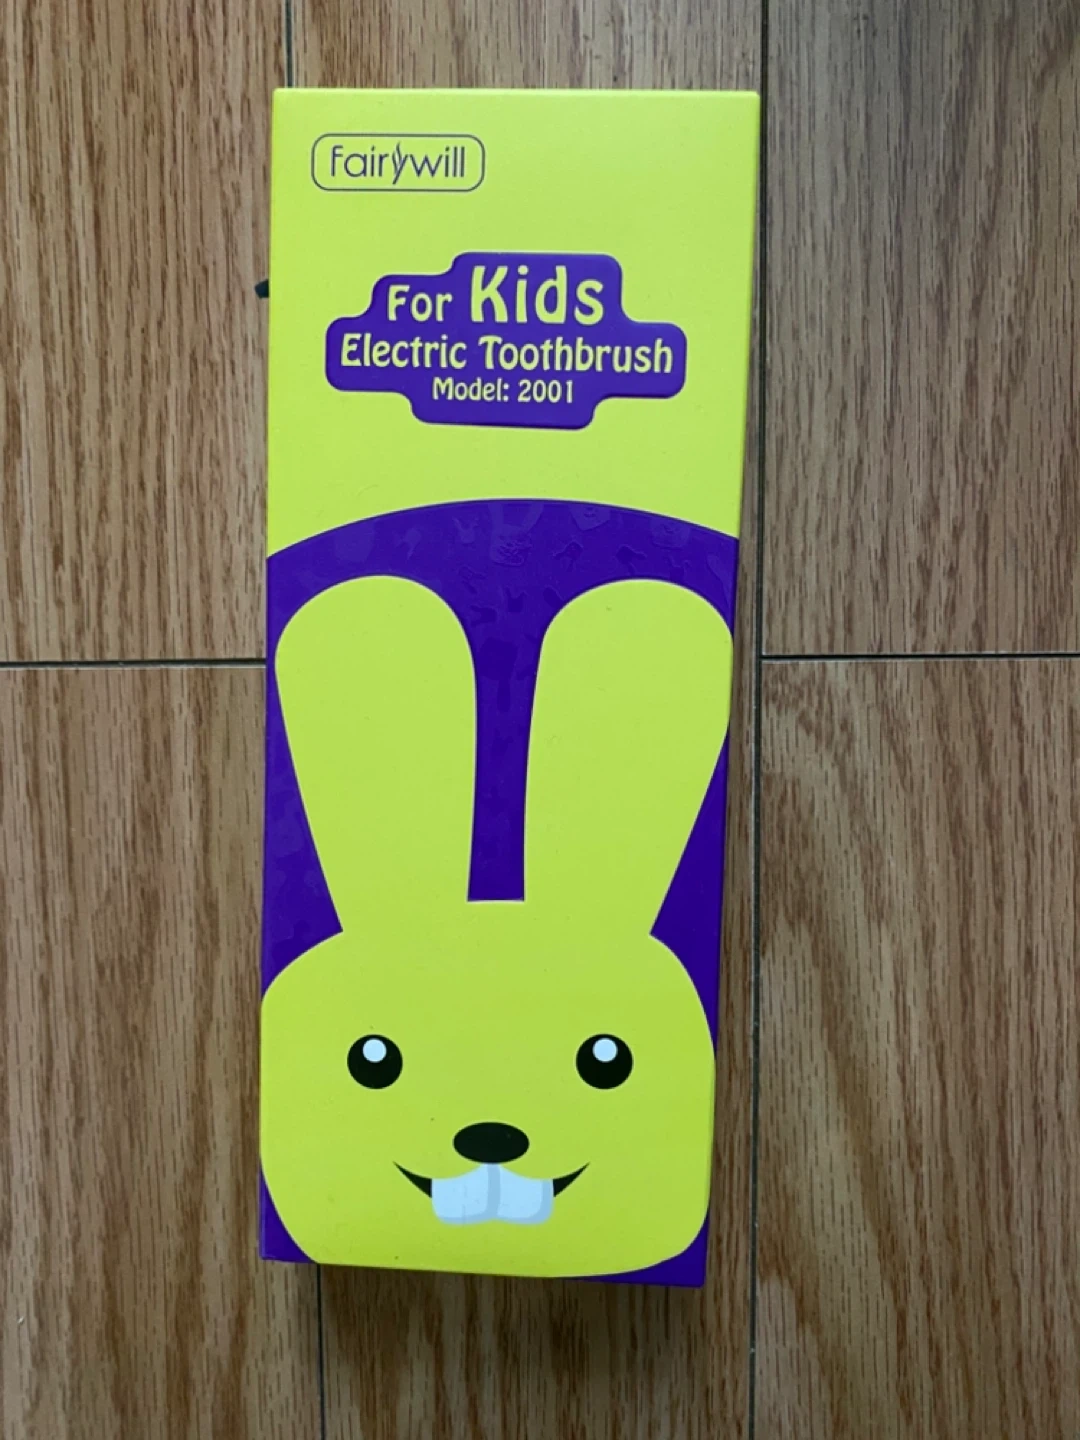 fairywill
For Kids
Electric Toothbrush
Model: 2001